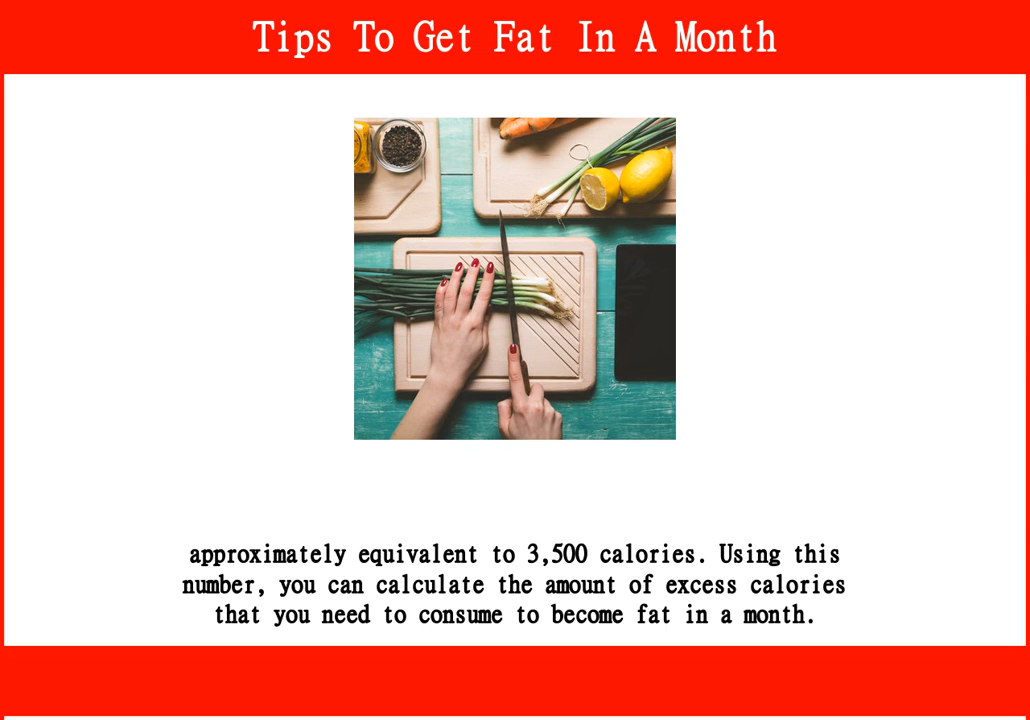 Tips To Get Fat In A Month
approximately equivalent to 3,500 calories. Using this
number, you can calculate the amount of excess calories
that you need to consume to become fat in a month.